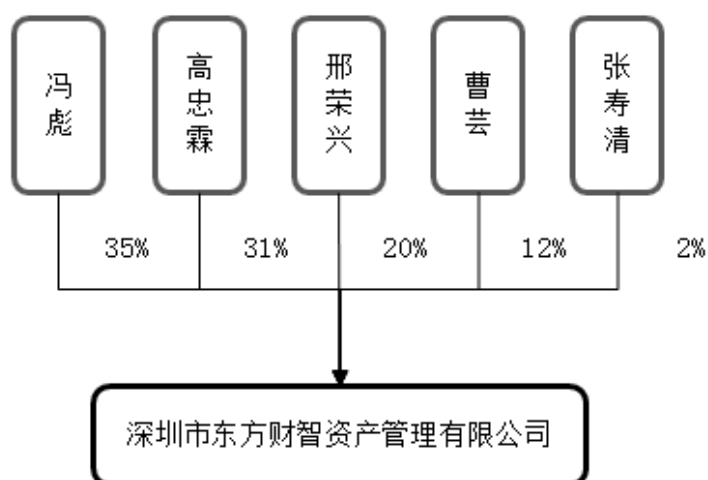 冯彪
高忠霖
邢荣兴
曹芸
张寿清
35%
31%
20%
12%
2%
深圳市东方财智资产管理有限公司